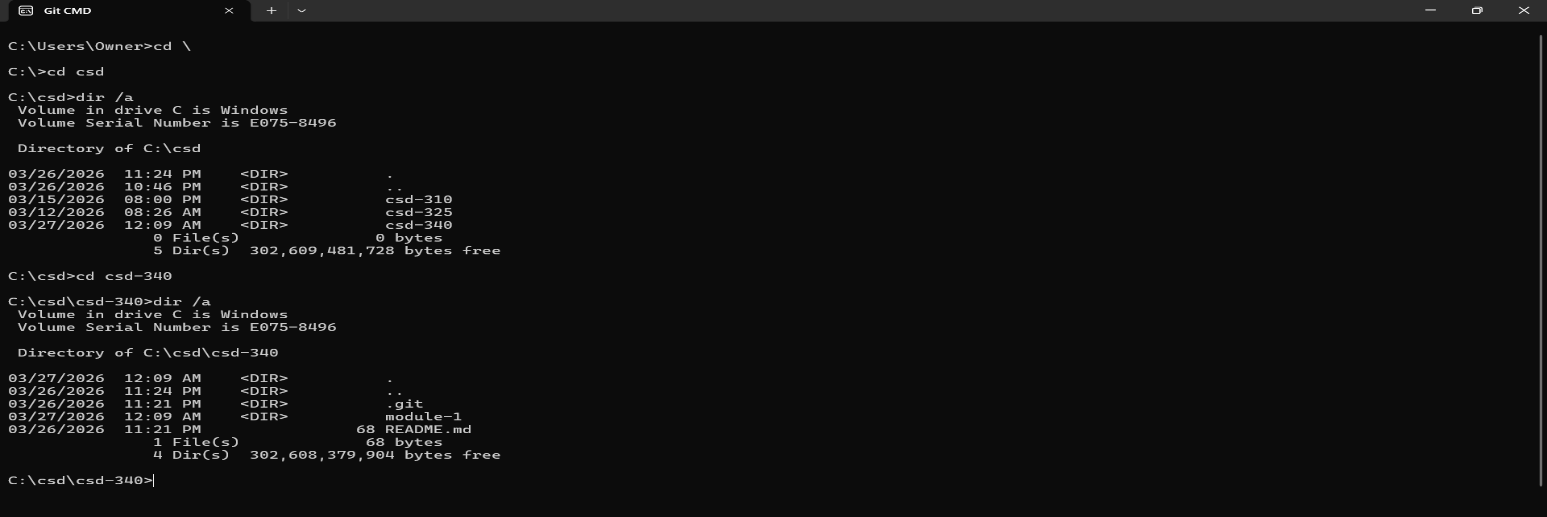 Git CMD
C:\Users\Owner>cd \
C:\>cd csd
C:\csd>dir /a
 Volume in drive C is Windows
 Volume Serial Number is E075-8496
 Directory of C:\csd
03/26/2026  11:24 PM    <DIR>          .
03/26/2026  10:46 PM    <DIR>          ..
03/15/2026  08:00 PM    <DIR>          csd-310
03/12/2026  08:26 AM    <DIR>          csd-325
03/27/2026  12:09 AM    <DIR>          csd-340
               0 File(s)              0 bytes
               5 Dir(s)  302,609,481,728 bytes free
C:\csd>cd csd-340
C:\csd\csd-340>dir /a
 Volume in drive C is Windows
 Volume Serial Number is E075-8496
 Directory of C:\csd\csd-340
03/27/2026  12:09 AM    <DIR>          .
03/26/2026  11:24 PM    <DIR>          ..
03/26/2026  11:21 PM    <DIR>          .git
03/27/2026  12:09 AM    <DIR>          module-1
03/26/2026  11:21 PM                68 README.md
               1 File(s)             68 bytes
               4 Dir(s)  302,608,379,904 bytes free
C:\csd\csd-340>